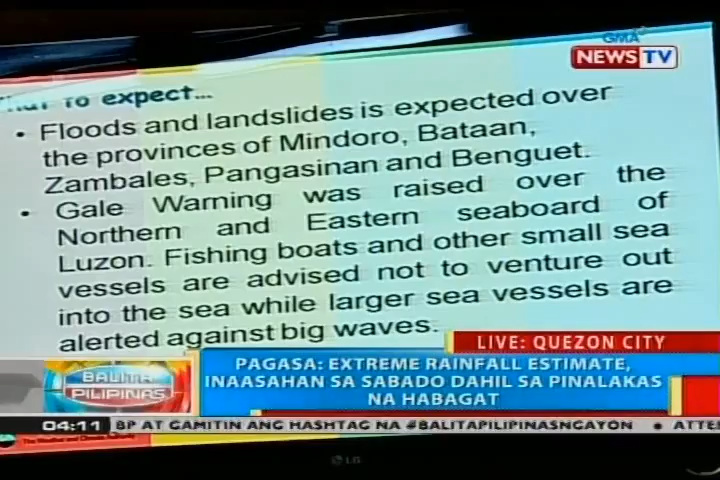 GMA
NEWS TV
to expect...
• Floods and landslides is expected over
the provinces of Mindoro, Bataan,
Zambales, Pangasinan and Benguet.
• Gale Warning was raised over the
Northern and Eastern seaboard of
Luzon. Fishing boats and other small sea
vessels are advised not to venture out
into the sea while larger sea vessels are
alerted against big waves.
LIVE: QUEZON CITY
BALITA
PILIPINAS
PAGASA: EXTREME RAINFALL ESTIMATE,
INAASAHAN SA SABADO DAHIL SA PINALAKAS
NA HABAGAT
04:11 BP AT GAMITIN ANG HASHTAG NA #BALITAPILIPINASNGAYON • ATTE
LG